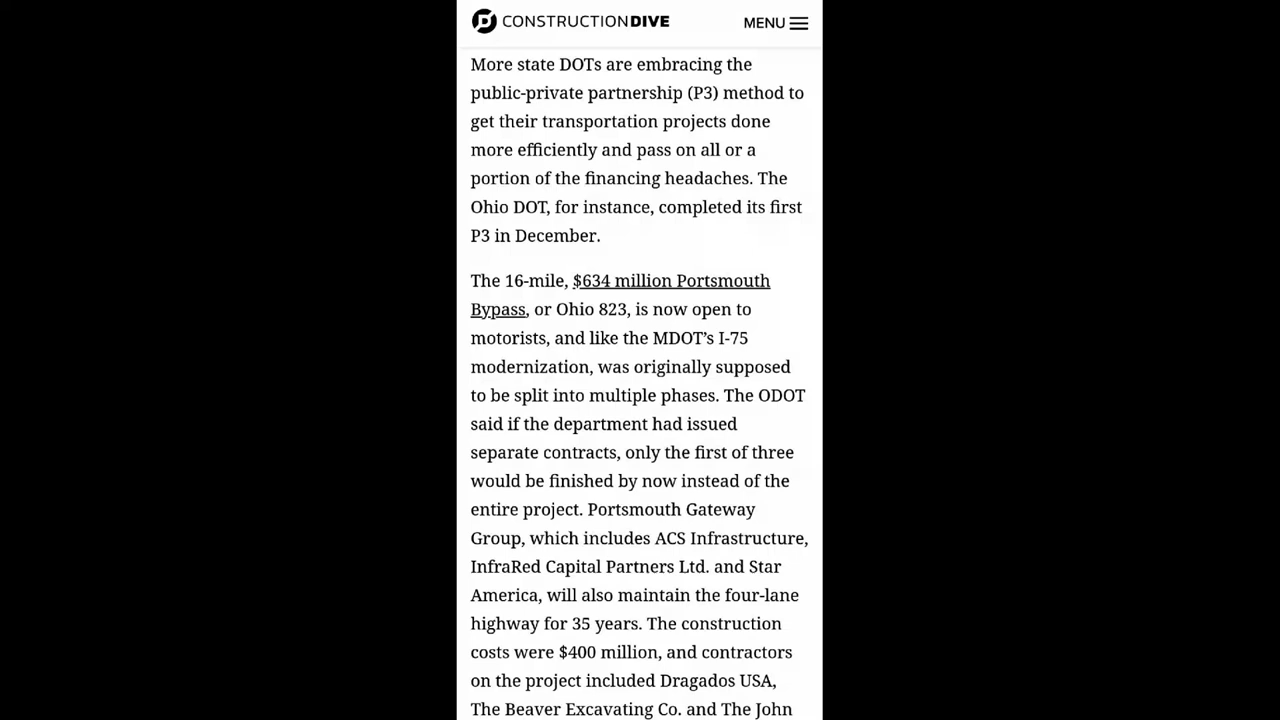 CONSTRUCTIONDIVE
MENU
More state DOTs are embracing the
public-private partnership (P3) method to
get their transportation projects done
more efficiently and pass on all or a
portion of the financing headaches. The
Ohio DOT, for instance, completed its first
P3 in December.
The 16-mile, $634 million Portsmouth
Bypass, or Ohio 823, is now open to
motorists, and like the MDOT’s I-75
modernization, was originally supposed
to be split into multiple phases. The ODOT
said if the department had issued
separate contracts, only the first of three
would be finished by now instead of the
entire project. Portsmouth Gateway
Group, which includes ACS Infrastructure,
InfraRed Capital Partners Ltd. and Star
America, will also maintain the four-lane
highway for 35 years. The construction
costs were $400 million, and contractors
on the project included Dragados USA,
The Beaver Excavating Co. and The John